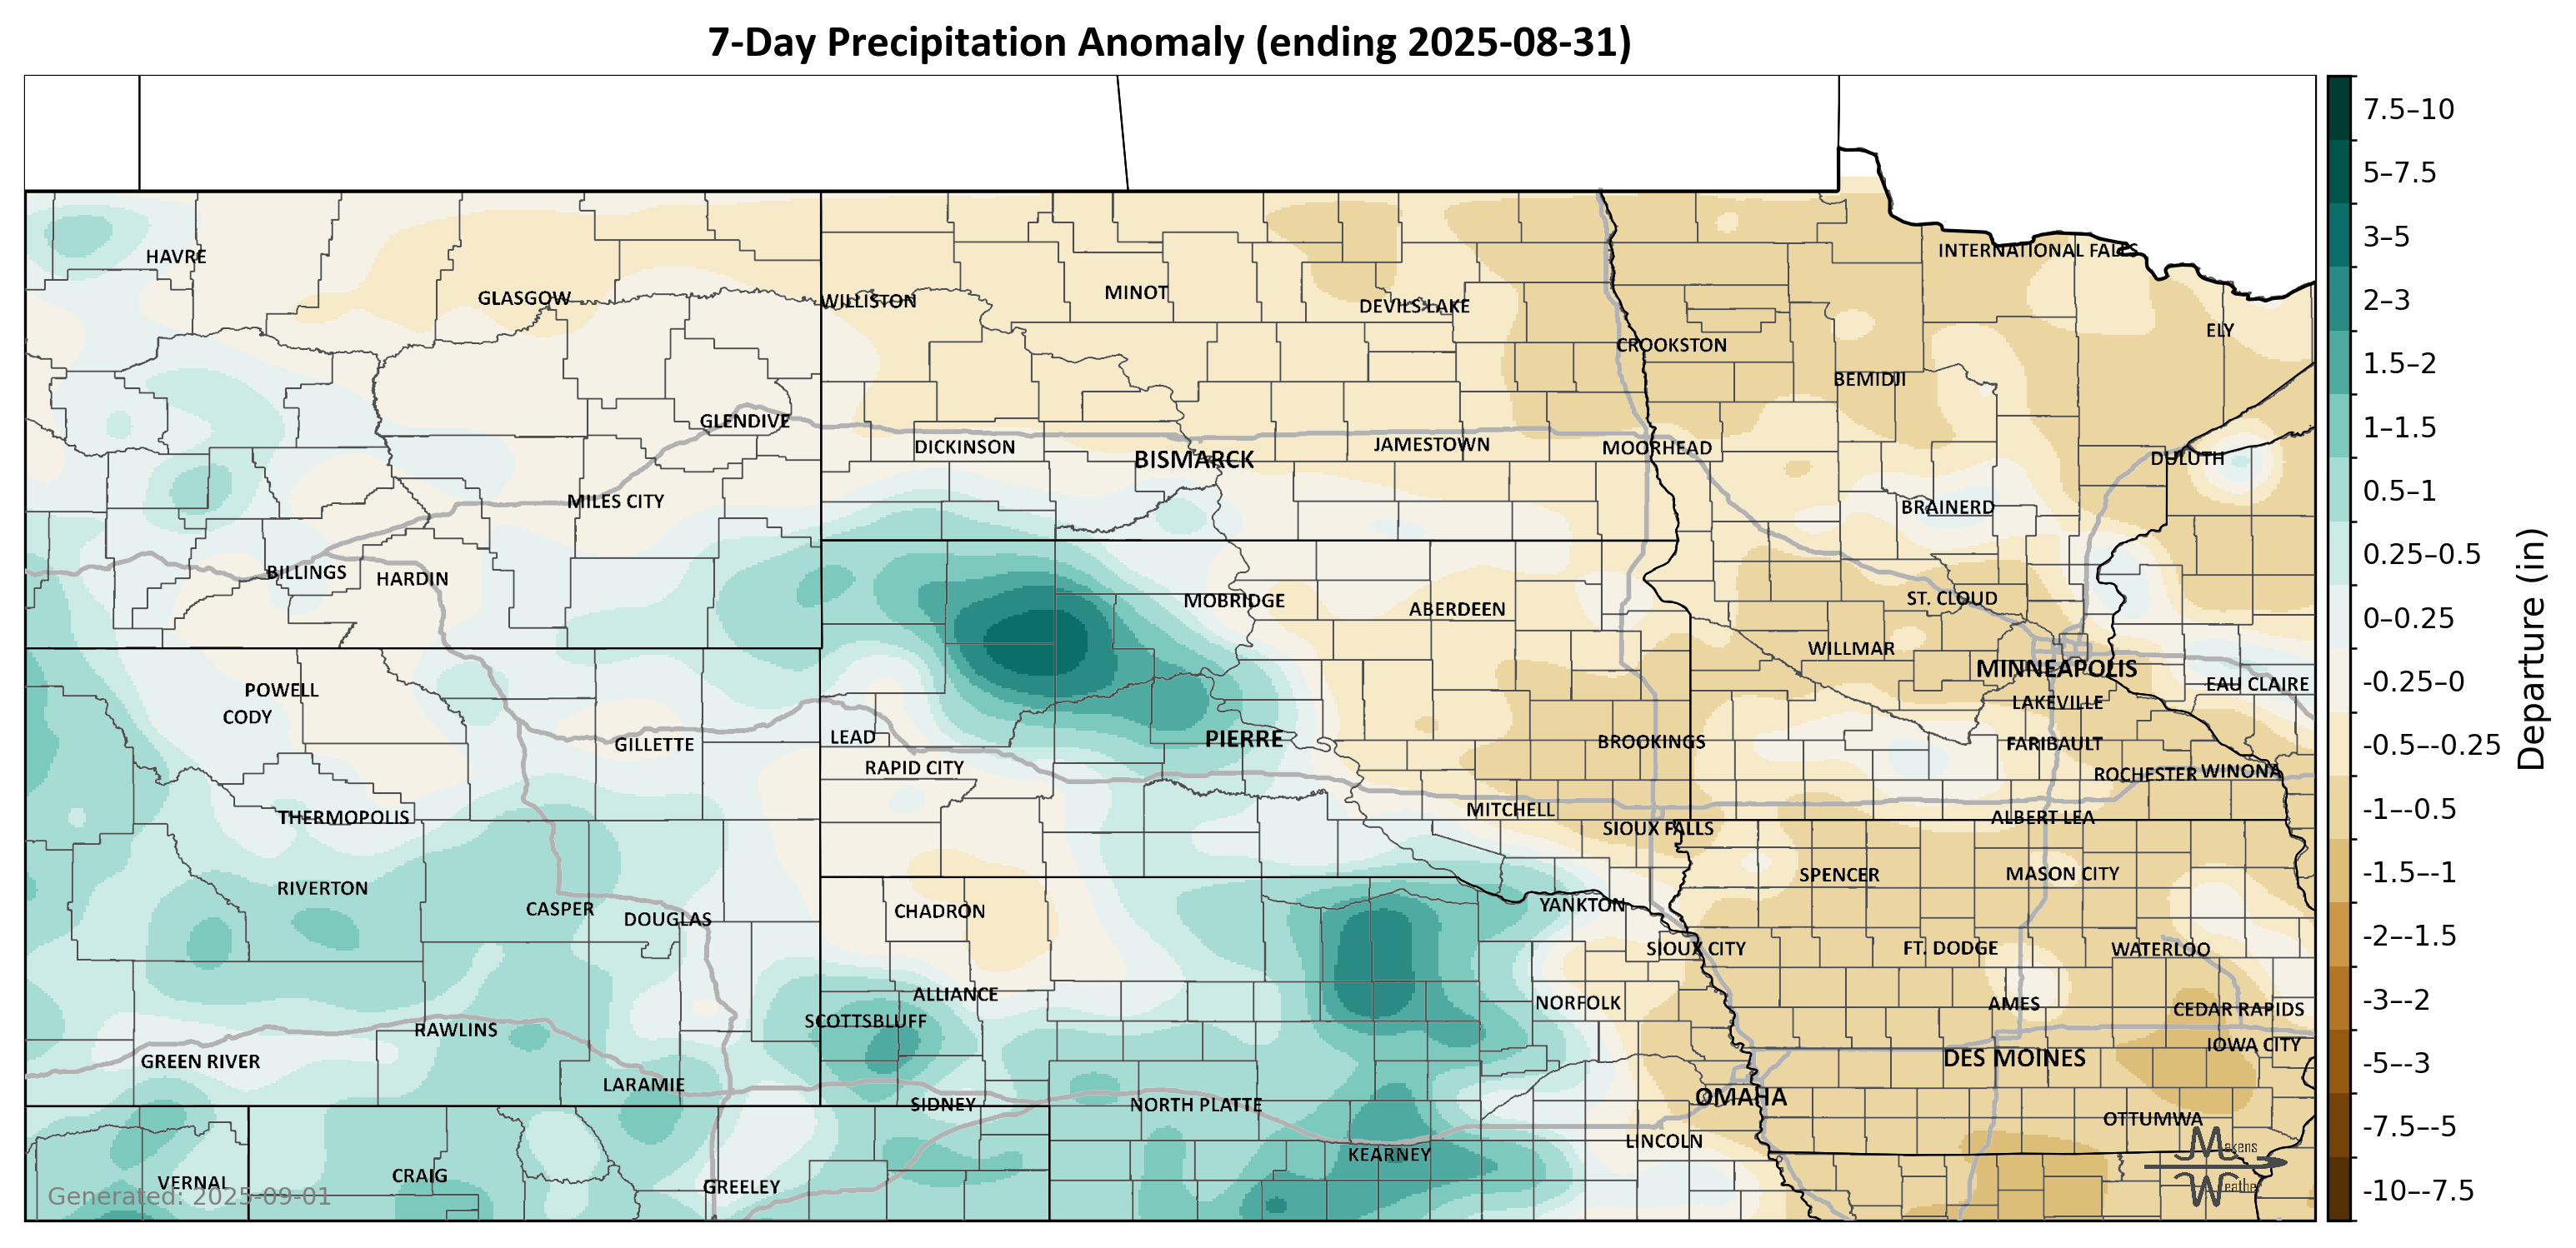 7-Day Precipitation Anomaly (ending 2025-08-31)
HAVRE
GLASGOW
WILLISTON
MINOT
DEVILS LAKE
INTERNATIONAL FALLS
ELY
CROOKSTON
BEMIDJI
GLENDIVE
DICKINSON
BISMARCK
JAMESTOWN
MOORHEAD
DULUTH
MILES CITY
BRAINERD
BILLINGS
HARDIN
MOBRIDGE
ABERDEEN
ST. CLOUD
WILLMAR
MINNEAPOLIS
EAU CLAIRE
POWELL
CODY
LAKEVILLE
GILLETTE
LEAD
PIERRE
BROOKINGS
FARIBAULT
RAPID CITY
ROCHESTER
WINONA
THERMOPOLIS
MITCHELL
ALBERT LEA
SIOUX FALLS
RIVERTON
SPENCER
MASON CITY
CASPER
DOUGLAS
CHADRON
YANKTON
SIOUX CITY
FT. DODGE
WATERLOO
ALLIANCE
NORFOLK
AMES
CEDAR RAPIDS
SCOTTSBLUFF
RAWLINS
IOWA CITY
GREEN RIVER
DES MOINES
LARAMIE
SIDNEY
NORTH PLATTE
OMAHA
OTTUMWA
LINCOLN
KEARNEY
VERNAL
CRAIG
GREELEY
Generated: 2025-09-01
Makens
Weather
7.5–10
5–7.5
3–5
2–3
1.5–2
1–1.5
0.5–1
0.25–0.5
0–0.25
-0.25–0
-0.5–-0.25
-1–-0.5
-1.5–-1
-2–-1.5
-3–-2
-5–-3
-7.5–-5
-10–-7.5
Departure (in)